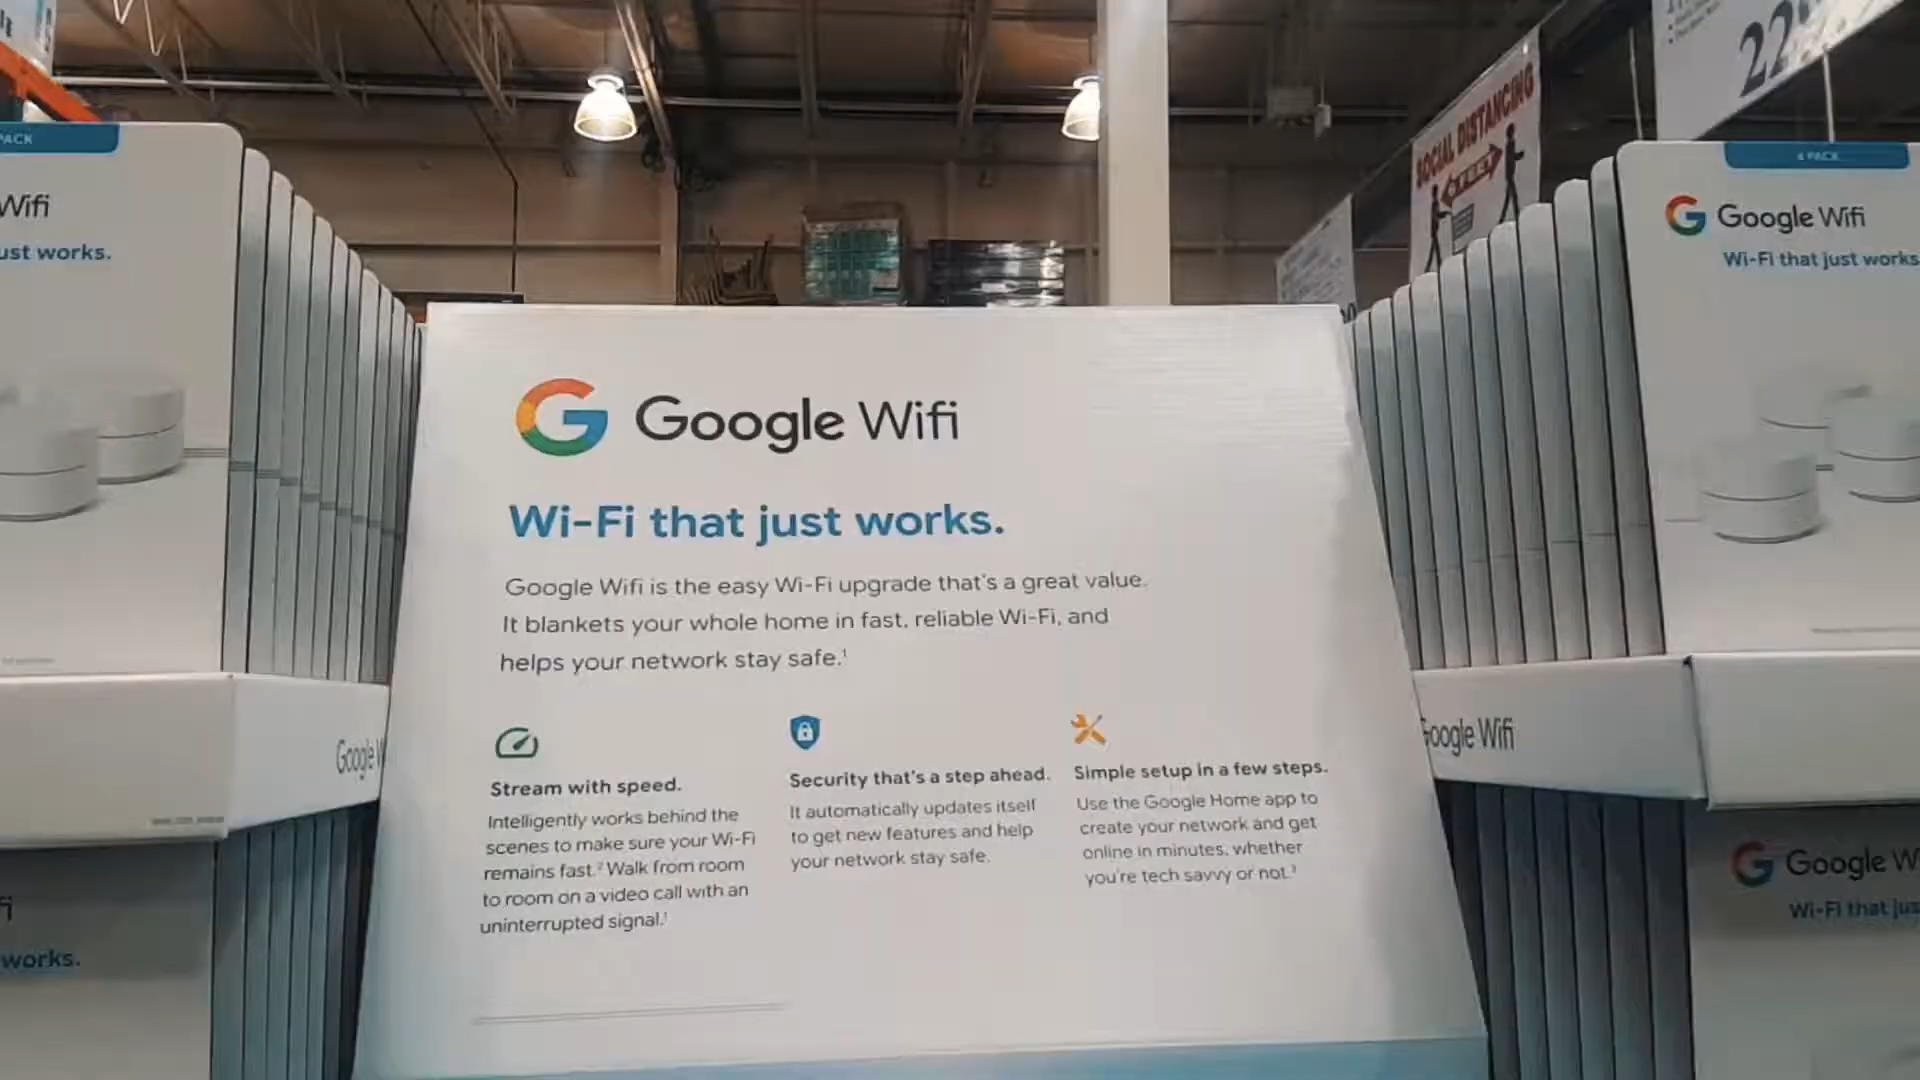 PACK
Wifi
ust works.
SOCIAL DISTANCING
22
Google Wifi
Wi-Fi that just works.
Google Wifi is the easy Wi-Fi upgrade that's a great value.
It blankets your whole home in fast, reliable Wi-Fi, and
helps your network stay safe.¹
Stream with speed.
Intelligently works behind the
scenes to make sure your Wi-Fi
remains fast.² Walk from room
to room on a video call with an
uninterrupted signal.¹
Security that's a step ahead.
It automatically updates itself
to get new features and help
your network stay safe.
Simple setup in a few steps.
Use the Google Home app to
create your network and get
online in minutes, whether
you're tech savvy or not.³
PACK
Google Wifi
Wi-Fi that just works
Google W
Google Wifi
fi
works.
Google W
Wi-Fi that jus